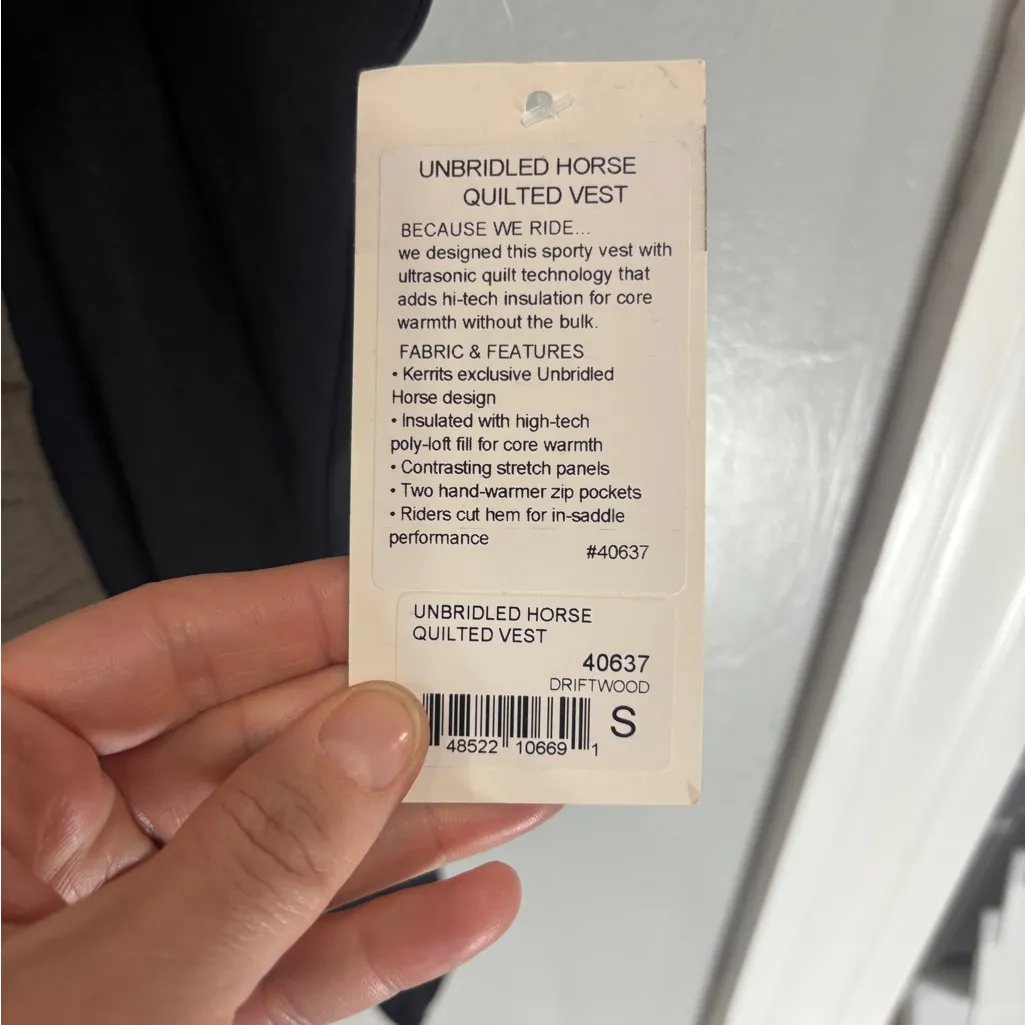 UNBRIDLED HORSE
QUILTED VEST
BECAUSE WE RIDE...
we designed this sporty vest with
ultrasonic quilt technology that
adds hi-tech insulation for core
warmth without the bulk.
FABRIC & FEATURES
• Kerrits exclusive Unbridled
Horse design
• Insulated with high-tech
poly-loft fill for core warmth
• Contrasting stretch panels
• Two hand-warmer zip pockets
• Riders cut hem for in-saddle
performance
#40637
UNBRIDLED HORSE
QUILTED VEST
40637
DRIFTWOOD
S
48522 10669 1